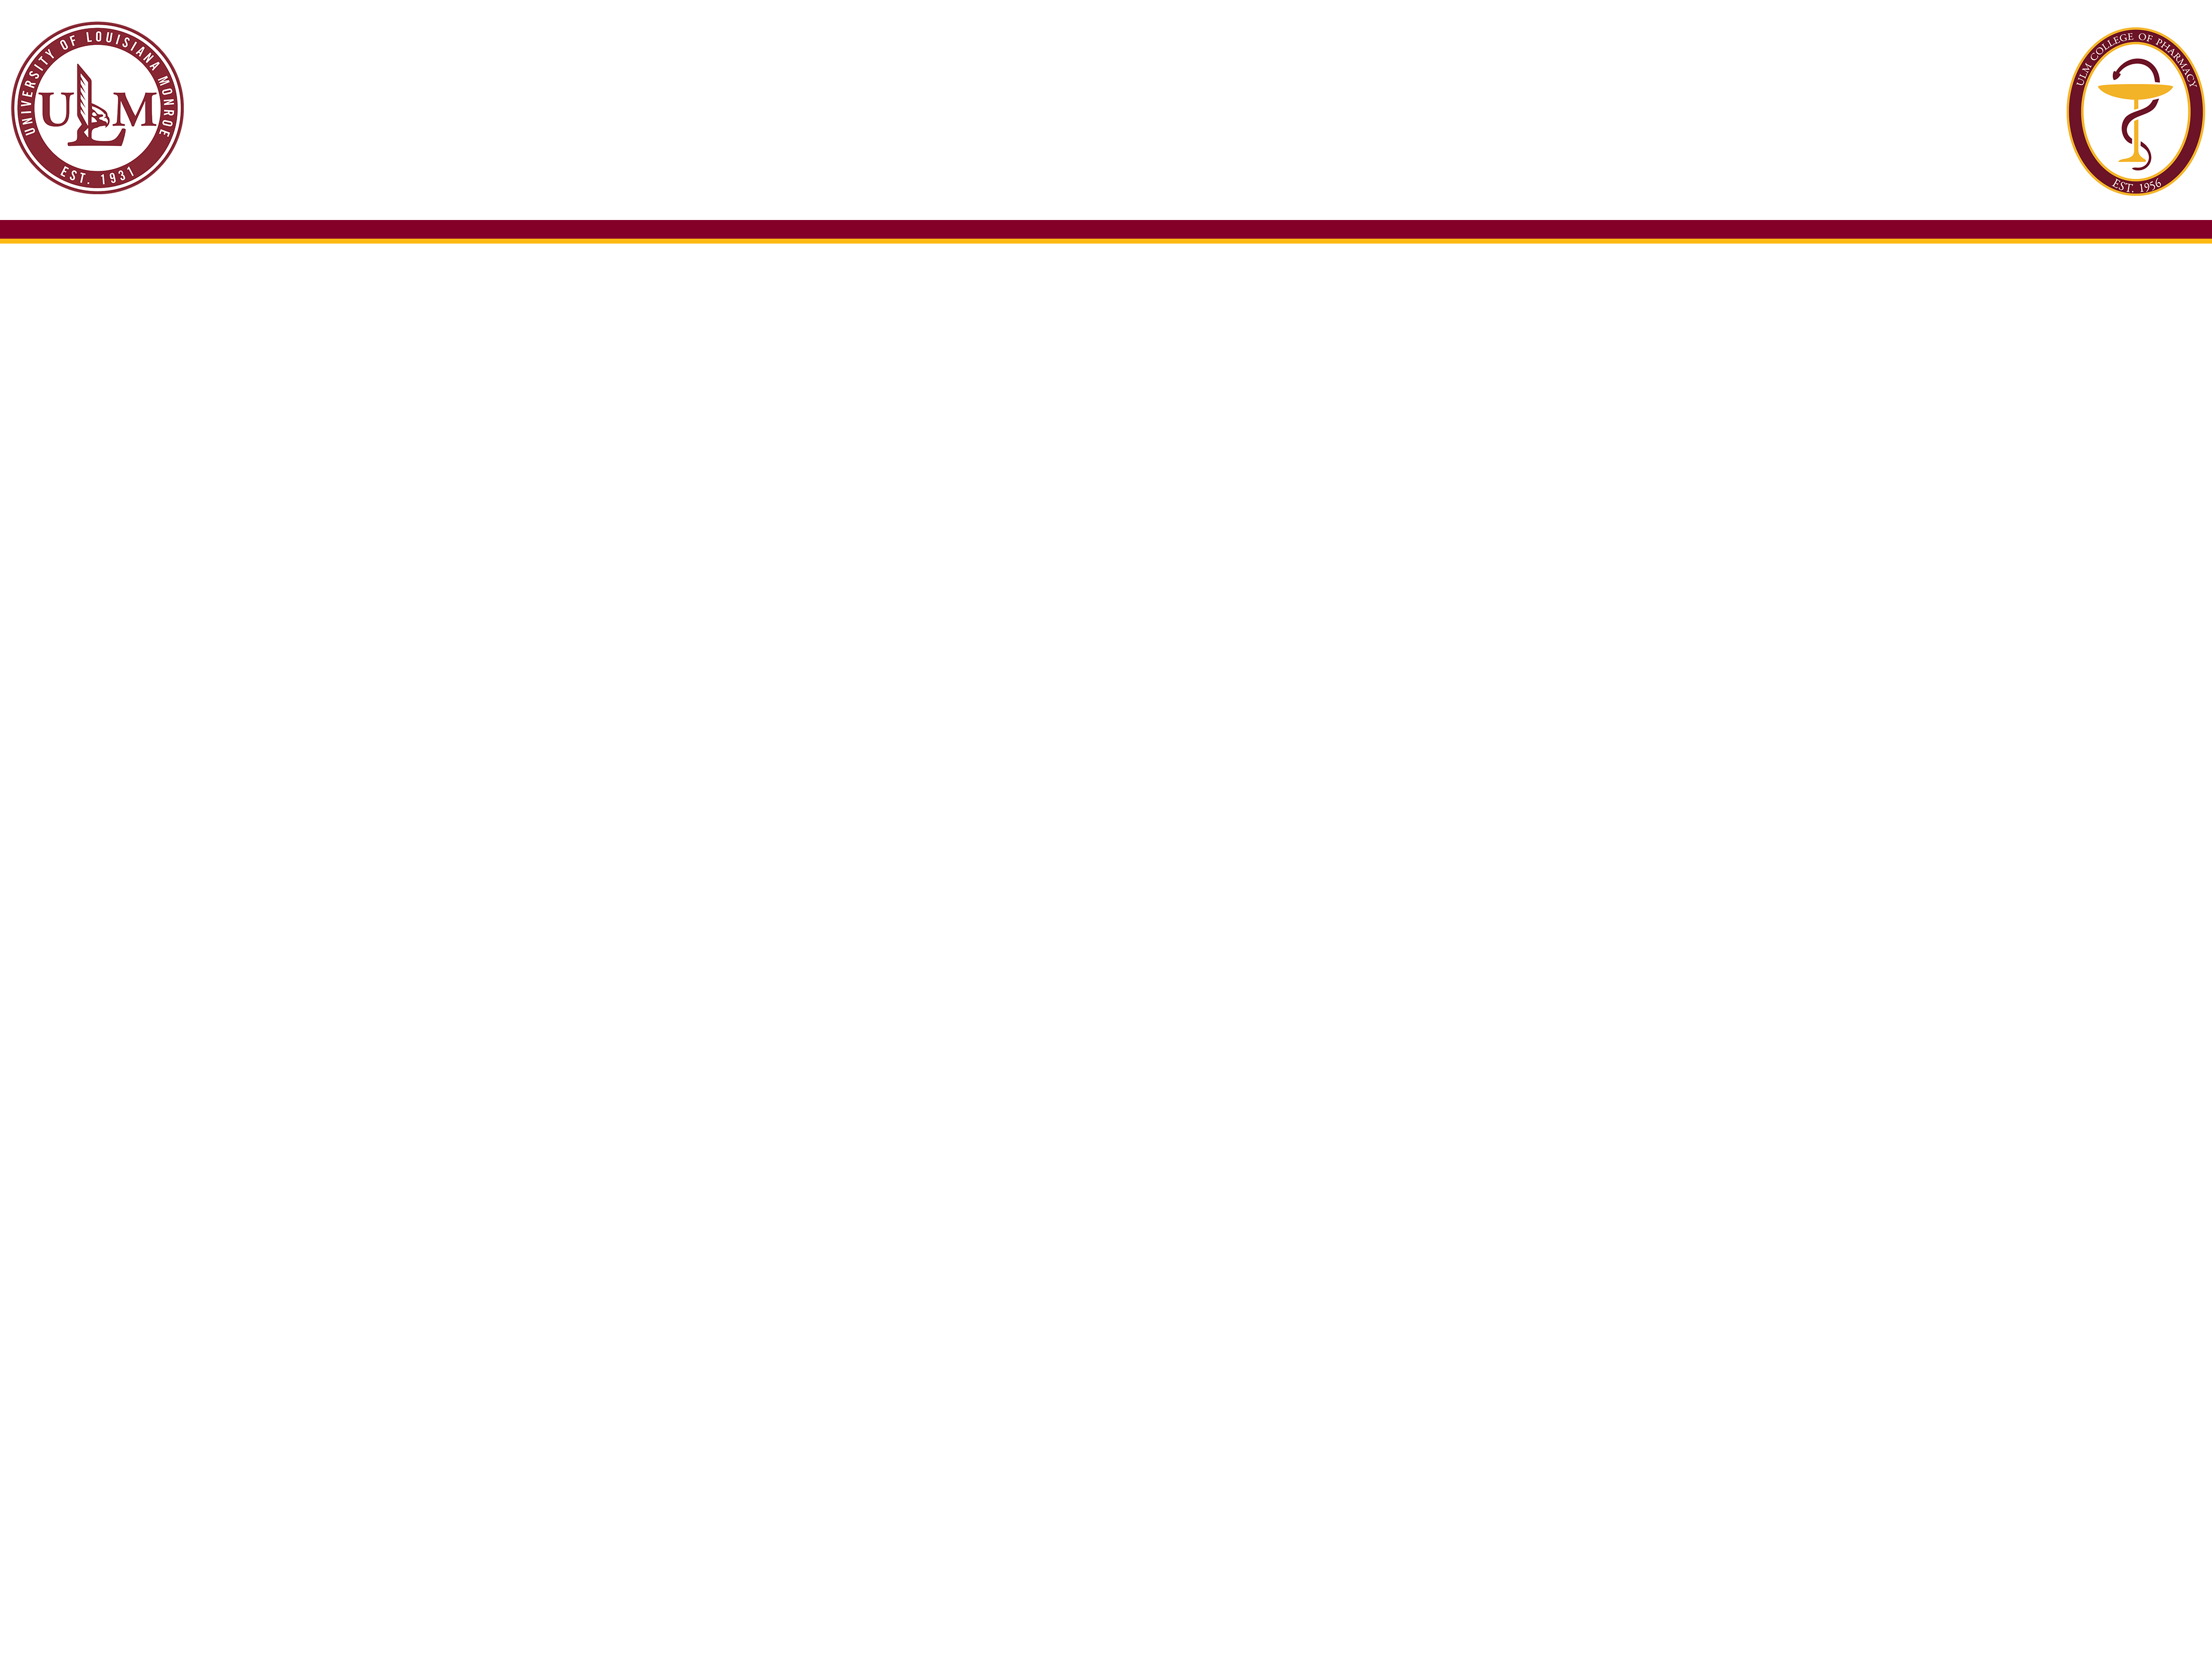 UNIVERSITY OF LOUISIANA MONROE
ULM
EST. 1931
ULM COLLEGE OF PHARMACY
EST. 1956